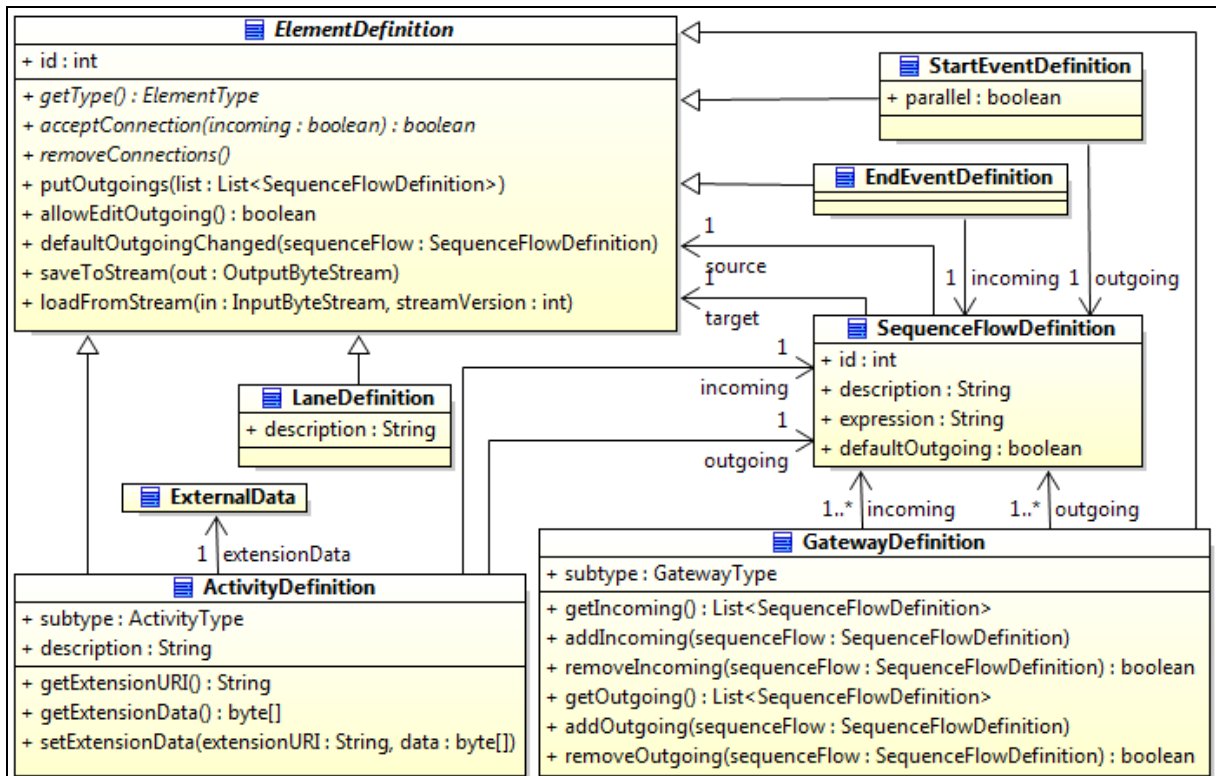 ElementDefinition
+ id : int
+ getType() : ElementType
+ acceptConnection(incoming : boolean) : boolean
+ removeConnections()
+ putOutgoings(list : List<SequenceFlowDefinition>)
+ allowEditOutgoing() : boolean
+ defaultOutgoingChanged(sequenceFlow : SequenceFlowDefinition)
+ saveToStream(out : OutputByteStream)
+ loadFromStream(in : InputByteStream, streamVersion : int)
StartEventDefinition
+ parallel : boolean
EndEventDefinition
1
source
1
target
1 incoming
1 outgoing
SequenceFlowDefinition
+ id : int
+ description : String
+ expression : String
+ defaultOutgoing : boolean
1
incoming
1
outgoing
LaneDefinition
+ description : String
ExternalData
1 extensionData
1..* incoming
1..* outgoing
ActivityDefinition
+ subtype : ActivityType
+ description : String
+ getExtensionURI() : String
+ getExtensionData() : byte[]
+ setExtensionData(extensionURI : String, data : byte[])
GatewayDefinition
+ subtype : GatewayType
+ getIncoming() : List<SequenceFlowDefinition>
+ addIncoming(sequenceFlow : SequenceFlowDefinition)
+ removeIncoming(sequenceFlow : SequenceFlowDefinition) : boolean
+ getOutgoing() : List<SequenceFlowDefinition>
+ addOutgoing(sequenceFlow : SequenceFlowDefinition)
+ removeOutgoing(sequenceFlow : SequenceFlowDefinition) : boolean